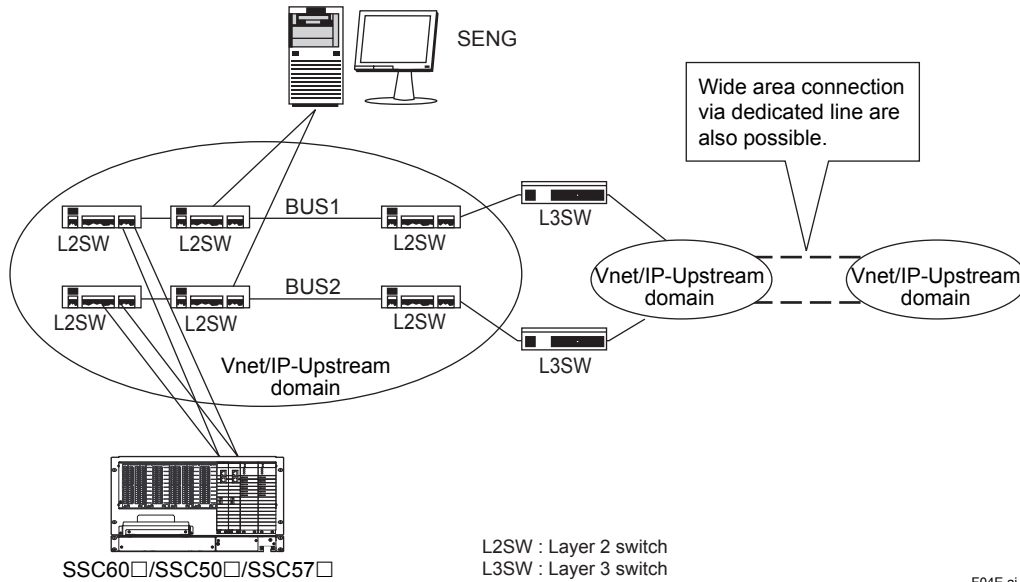 SENG
Wide area connection
via dedicated line are
also possible.
BUS1
L2SW
L2SW
L2SW
L3SW
BUS2
L2SW
L2SW
L2SW
L3SW
Vnet/IP-Upstream
domain
Vnet/IP-Upstream
domain
Vnet/IP-Upstream
domain
SSC60□/SSC50□/SSC57□
L2SW : Layer 2 switch
L3SW : Layer 3 switch